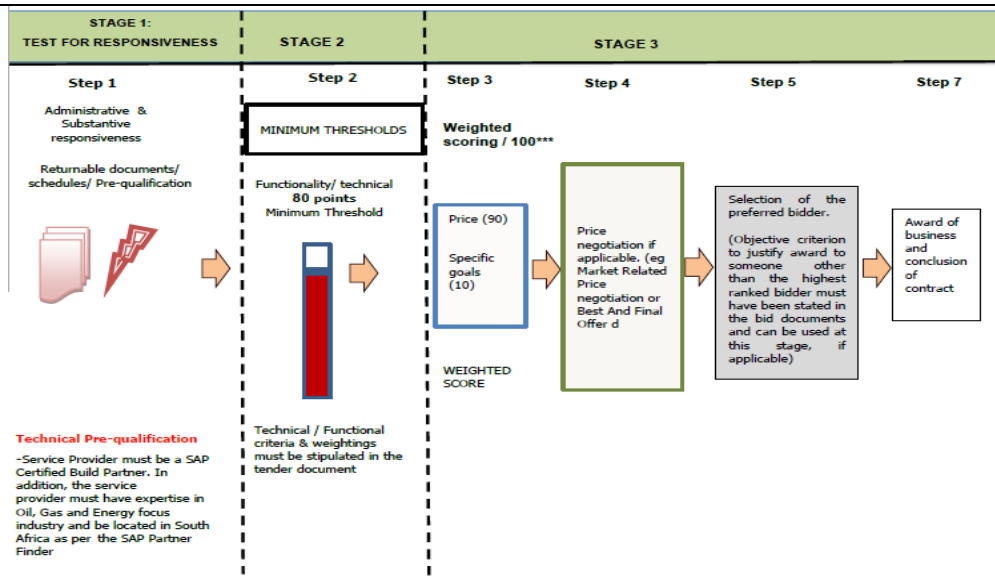 STAGE 1:
TEST FOR RESPONSIVENESS
STAGE 2
STAGE 3
Step 1
Step 2
Step 3
Step 4
Step 5
Step 7
Administrative &
Substantive
responsiveness
Returnable documents/
schedules/ Pre-qualification
Technical Pre-qualification
-Service Provider must be a SAP
Certified Build Partner. In
addition, the service
provider must have expertise in
Oil, Gas and Energy focus
industry and be located in South
Africa as per the SAP Partner
Finder
MINIMUM THRESHOLDS
Functionality/ technical
80 points
Minimum Threshold
Technical / Functional
criteria & weightings
must be stipulated in the
tender document
Weighted
scoring / 100***
Price (90)
Specific
goals
(10)
WEIGHTED
SCORE
Price
negotiation if
applicable. (eg
Market Related
Price
negotiation or
Best And Final
Offer d
Selection of the
preferred bidder.
(Objective criterion
to justify award to
someone other
than the highest
ranked bidder must
have been stated in
the bid documents
and can be used at
this stage, if
applicable)
Award of
business
and
conclusion
of
contract